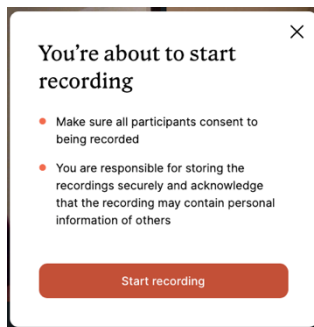 You’re about to start
recording
Make sure all participants consent to
being recorded
You are responsible for storing the
recordings securely and acknowledge
that the recording may contain personal
information of others
Start recording